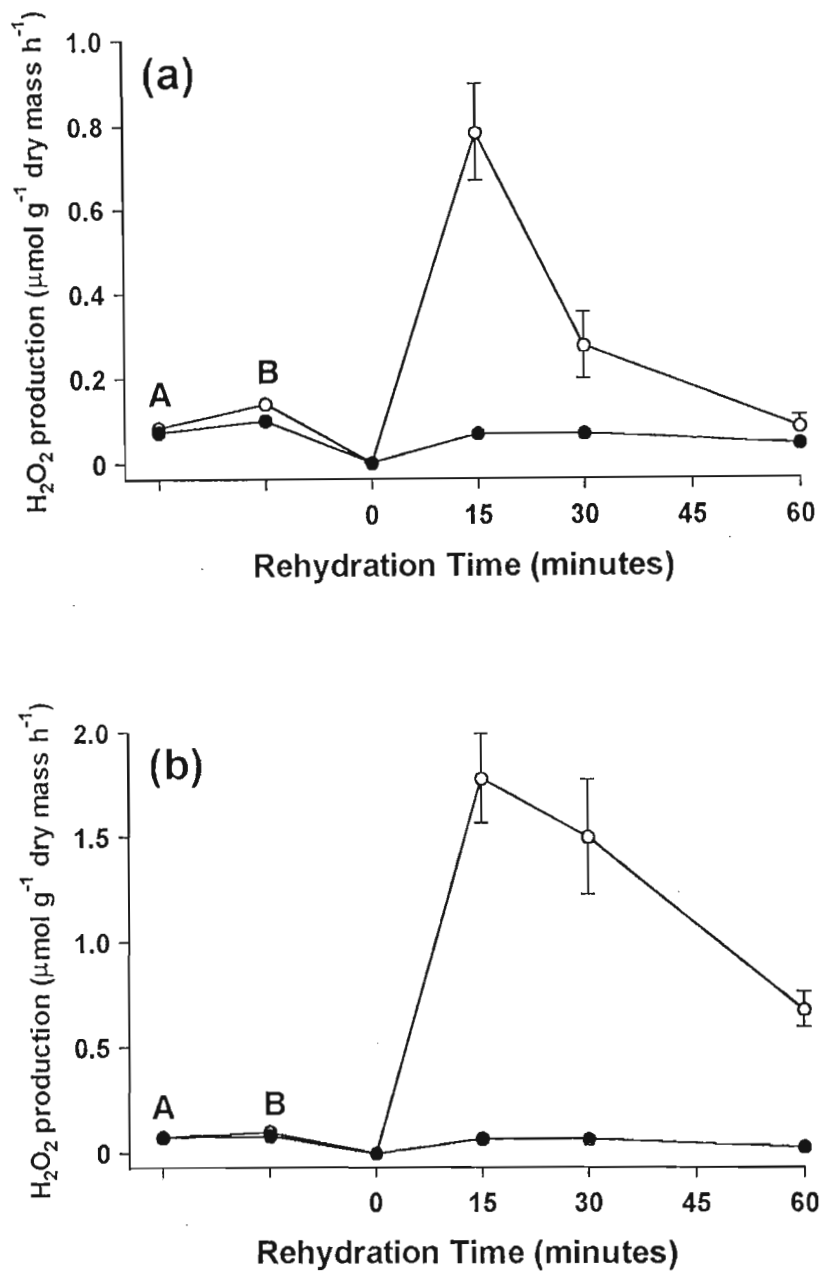 (a)
H₂O₂ production (μmol g⁻¹ dry mass h⁻¹)
1.0
0.8
0.6
0.4
0.2
0
A
B
0 15 30 45 60
Rehydration Time (minutes)
(b)
H₂O₂ production (μmol g⁻¹ dry mass h⁻¹)
2.0
1.5
1.0
0.5
0
A
B
0 15 30 45 60
Rehydration Time (minutes)